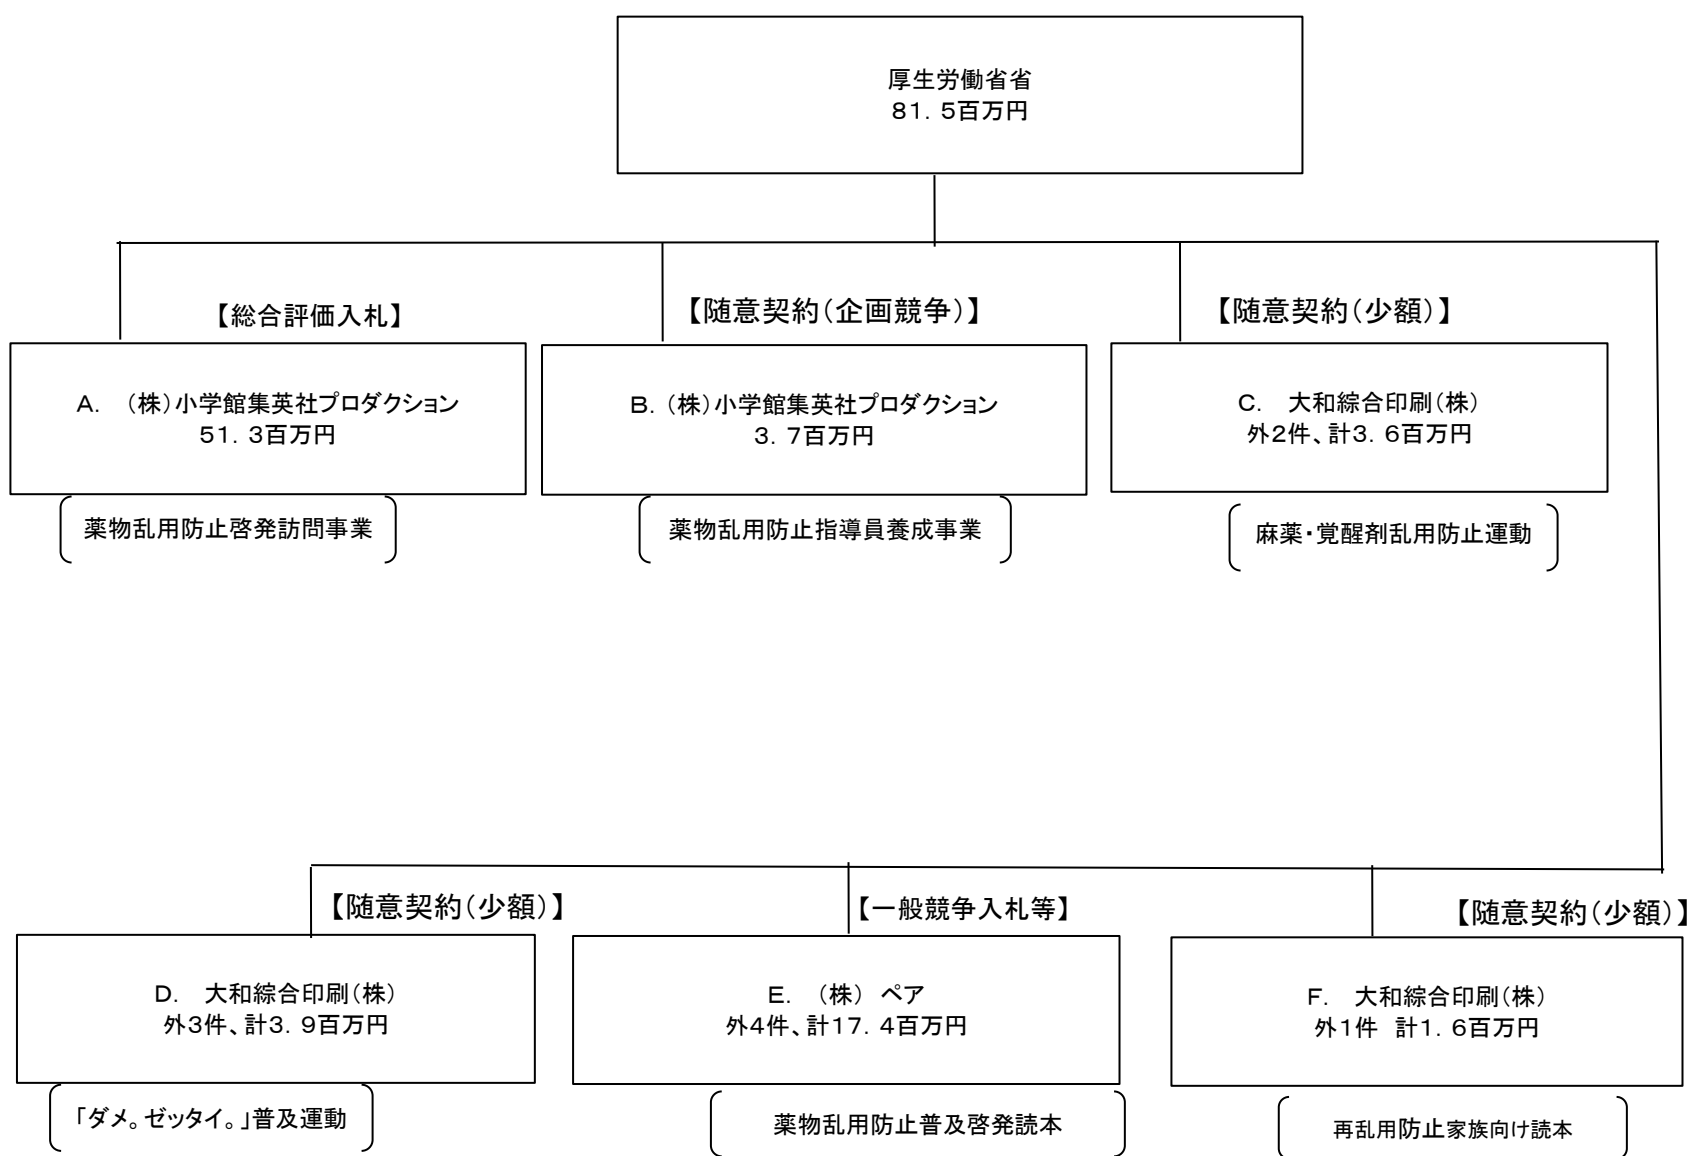 厚生労働省省
81．5百万円
【総合評価入札】
【随意契約（企画競争）】
【随意契約（少額）】
A．　（株）小学館集英社プロダクション
51．3百万円
B．（株）小学館集英社プロダクション
3．7百万円
C．　大和綜合印刷（株）
外2件、計3．6百万円
薬物乱用防止啓発訪問事業
薬物乱用防止指導員養成事業
麻薬・覚醒剤乱用防止運動
【随意契約（少額）】
【一般競争入札等】
【随意契約（少額）】
D．　大和綜合印刷（株）
外3件、計3．9百万円
E．　（株）　ペア
外4件、計17．4百万円
F．　大和綜合印刷（株）
外1件　計1．6百万円
「ダメ。ゼッタイ。」普及運動
薬物乱用防止普及啓発読本
再乱用防止家族向け読本